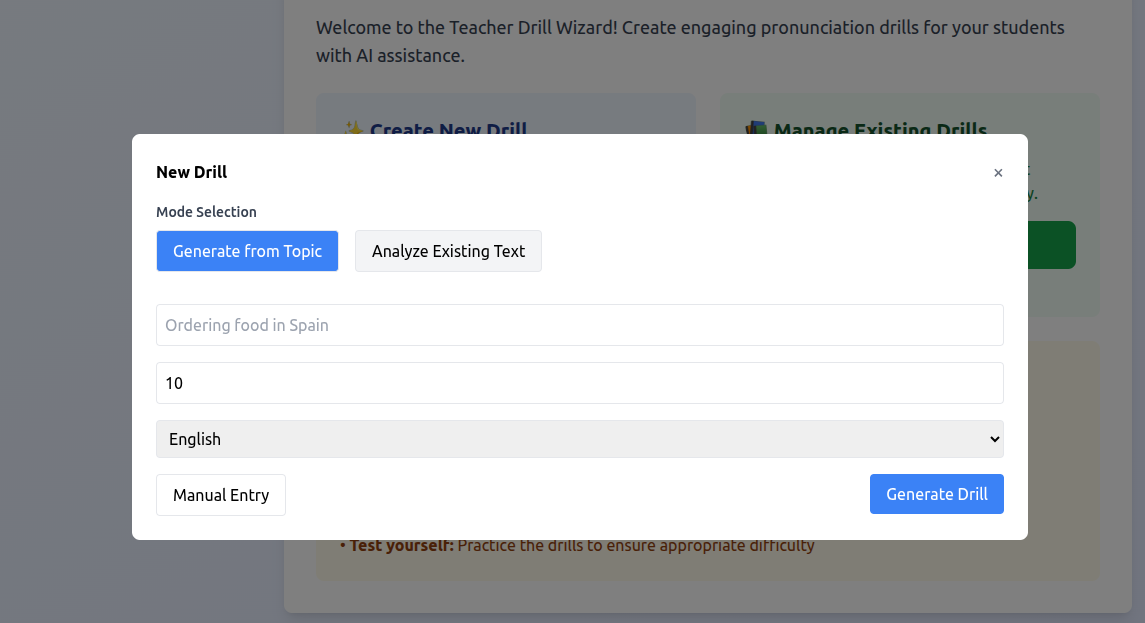 Welcome to the Teacher Drill Wizard! Create engaging pronunciation drills for your students
with AI assistance.
✨ Create New Drill
📚 Manage Existing Drills
y.
New Drill
×
Mode Selection
Generate from Topic
Analyze Existing Text
Ordering food in Spain
10
English
Manual Entry
Generate Drill
• Test yourself: Practice the drills to ensure appropriate difficulty